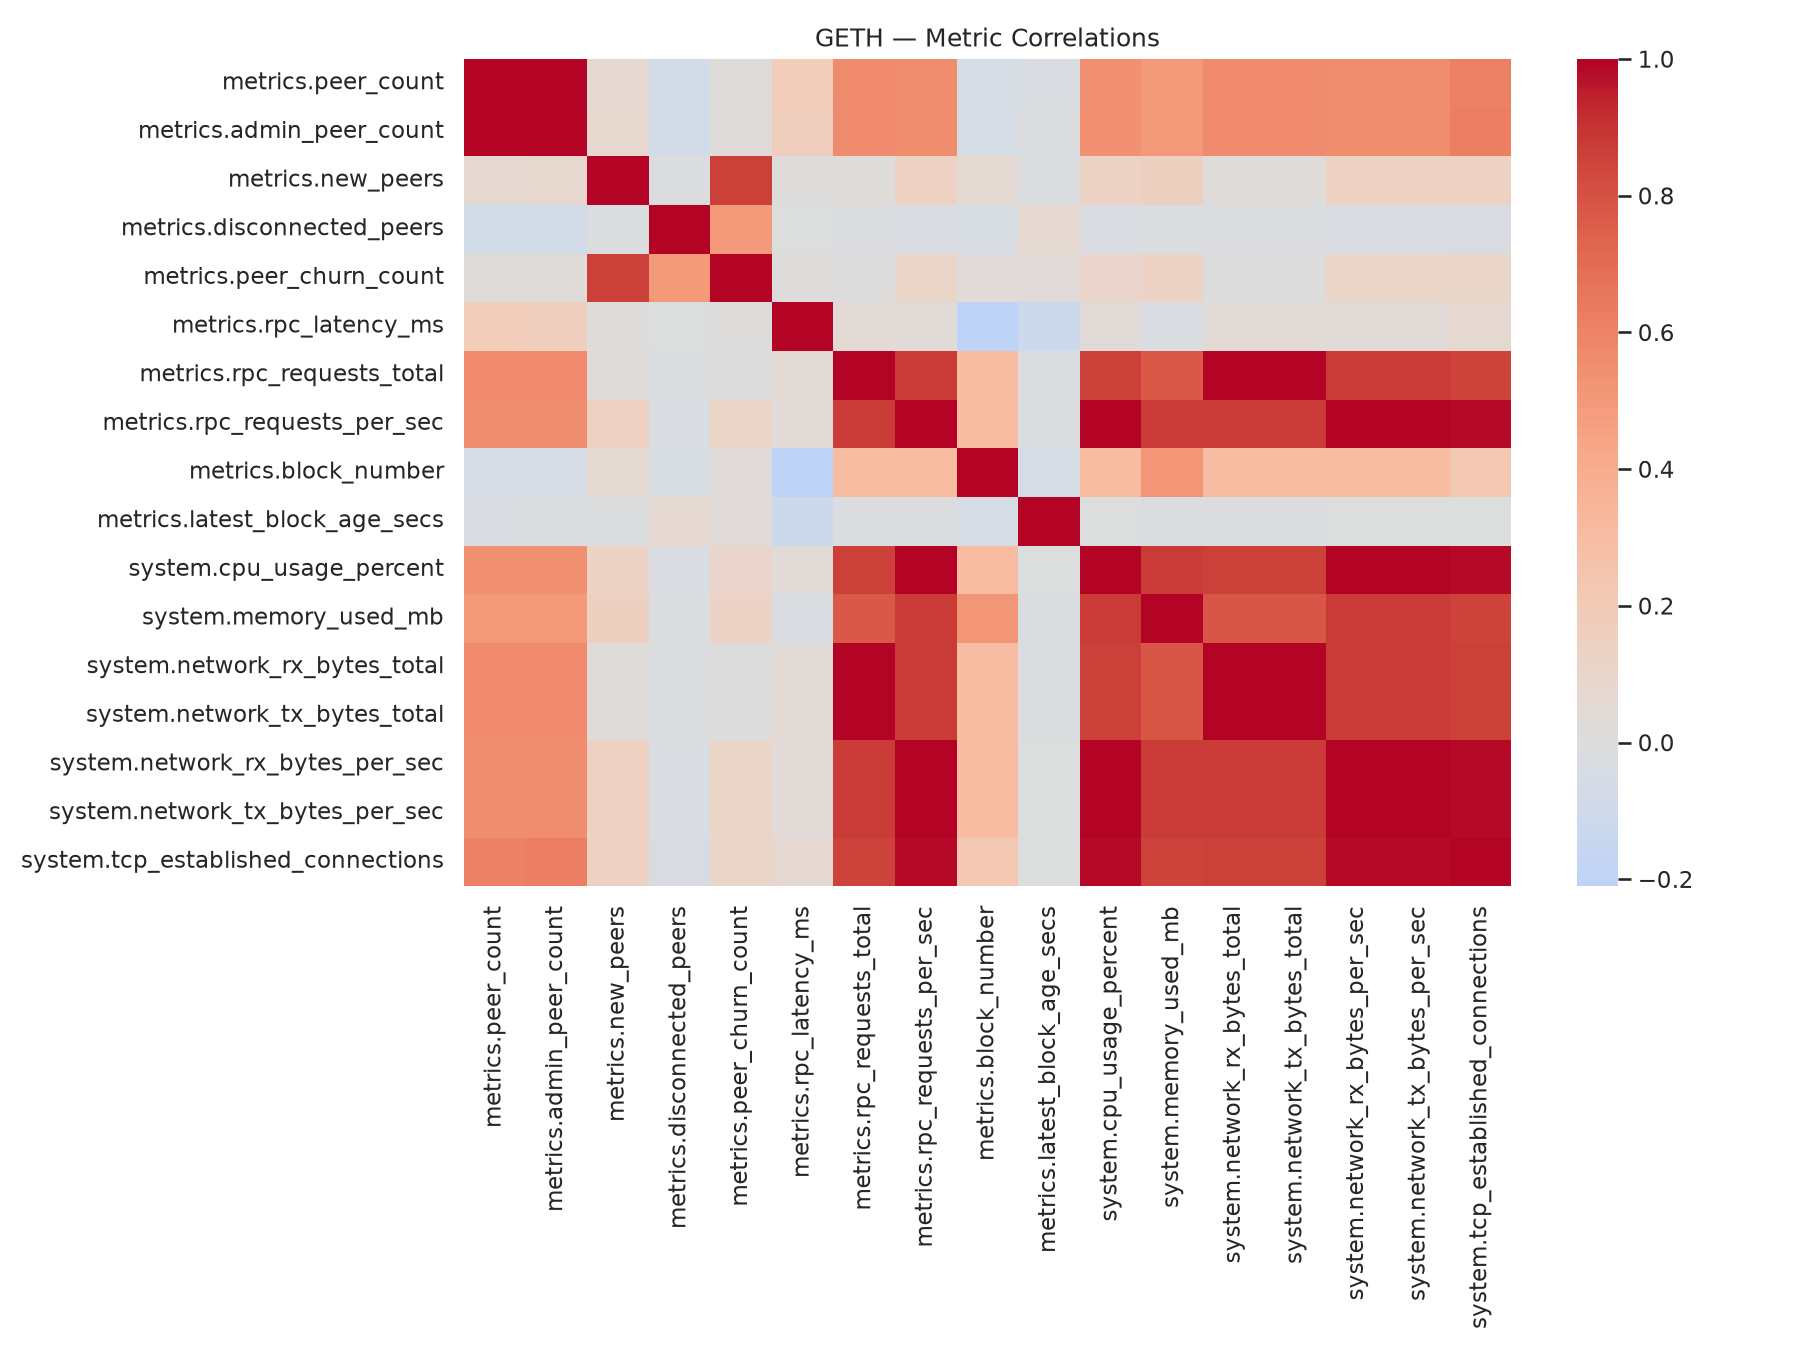 GETH — Metric Correlations
metrics.peer_count
metrics.admin_peer_count
metrics.new_peers
metrics.disconnected_peers
metrics.peer_churn_count
metrics.rpc_latency_ms
metrics.rpc_requests_total
metrics.rpc_requests_per_sec
metrics.block_number
metrics.latest_block_age_secs
system.cpu_usage_percent
system.memory_used_mb
system.network_rx_bytes_total
system.network_tx_bytes_total
system.network_rx_bytes_per_sec
system.network_tx_bytes_per_sec
system.tcp_established_connections
metrics.peer_count
metrics.admin_peer_count
metrics.new_peers
metrics.disconnected_peers
metrics.peer_churn_count
metrics.rpc_latency_ms
metrics.rpc_requests_total
metrics.rpc_requests_per_sec
metrics.block_number
metrics.latest_block_age_secs
system.cpu_usage_percent
system.memory_used_mb
system.network_rx_bytes_total
system.network_tx_bytes_total
system.network_rx_bytes_per_sec
system.network_tx_bytes_per_sec
system.tcp_established_connections
1.0
0.8
0.6
0.4
0.2
0.0
−0.2